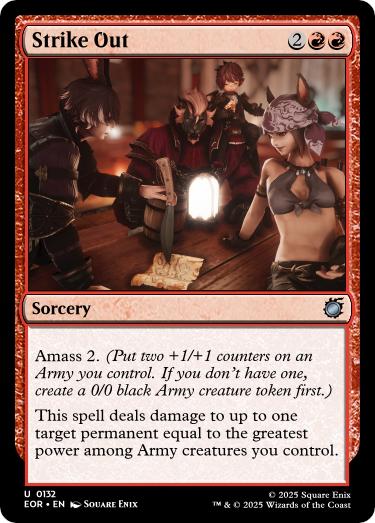 Strike Out 2
Sorcery
Amass 2. (Put two +1/+1 counters on an
Army you control. If you don't have one,
create a 0/0 black Army creature token first.)
This spell deals damage to up to one
target permanent equal to the greatest
power among Army creatures you control.
U 0132 © 2025 Square Enix
EOR • EN SQUARE ENIX ™ & © 2025 Wizards of the Coast